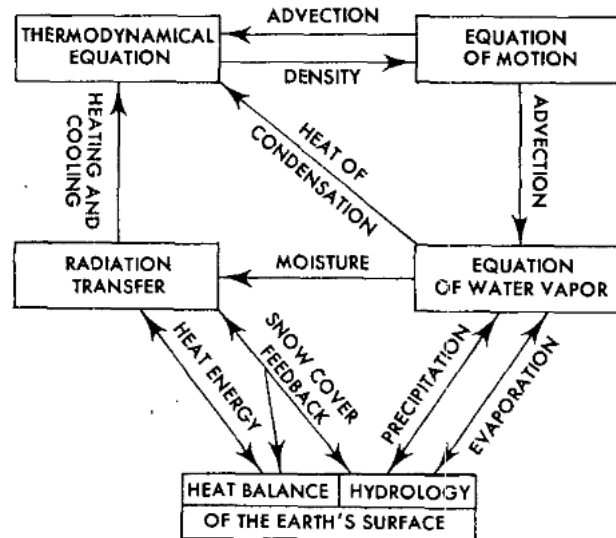 ADVECTION
THERMODYNAMICAL
EQUATION
EQUATION
OF MOTION
DENSITY
HEATING AND
COOLING
HEAT OF
CONDENSATION
ADVECTION
RADIATION
TRANSFER
MOISTURE
EQUATION
OF WATER VAPOR
HEAT ENERGY
SNOW COVER
FEEDBACK
PRECIPITATION
EVAPORATION
HEAT BALANCE
HYDROLOGY
OF THE EARTH'S SURFACE